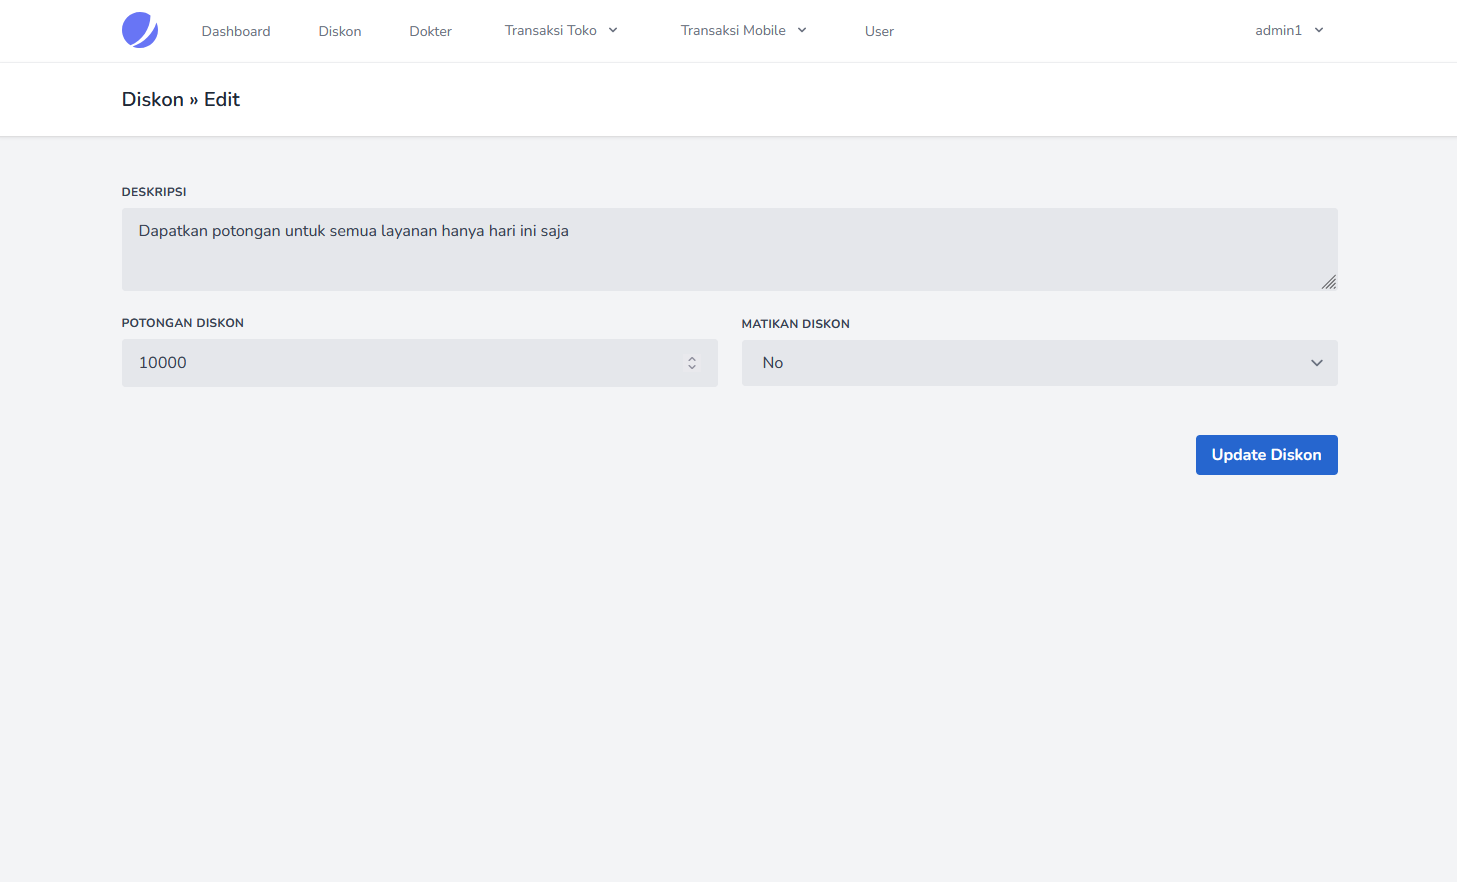 Dashboard Diskon Dokter Transaksi Toko Transaksi Mobile User admin1
Diskon » Edit
DESKRIPSI
Dapatkan potongan untuk semua layanan hanya hari ini saja
POTONGAN DISKON
10000
MATIKAN DISKON
No
Update Diskon